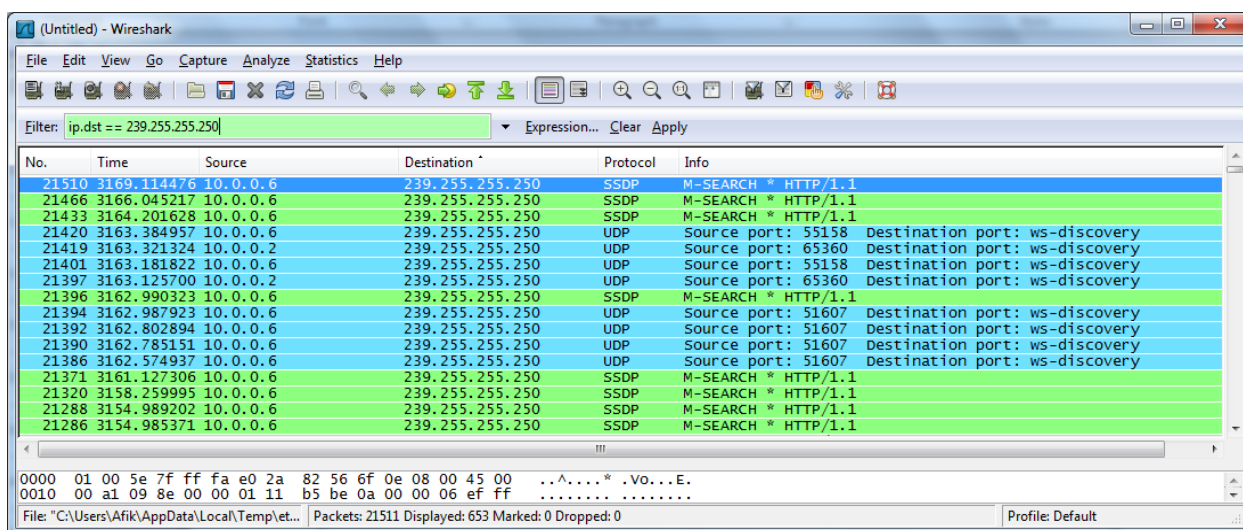 (Untitled) - Wireshark
File Edit View Go Capture Analyze Statistics Help
Filter: ip.dst == 239.255.255.250 Expression... Clear Apply
No. Time Source Destination Protocol Info
21510 3169.114476 10.0.0.6 239.255.255.250 SSDP M-SEARCH * HTTP/1.1
21466 3166.045217 10.0.0.6 239.255.255.250 SSDP M-SEARCH * HTTP/1.1
21433 3164.201628 10.0.0.6 239.255.255.250 SSDP M-SEARCH * HTTP/1.1
21420 3163.384957 10.0.0.6 239.255.255.250 UDP Source port: 55158 Destination port: ws-discovery
21419 3163.321324 10.0.0.2 239.255.255.250 UDP Source port: 65360 Destination port: ws-discovery
21401 3163.181822 10.0.0.6 239.255.255.250 UDP Source port: 55158 Destination port: ws-discovery
21397 3163.125700 10.0.0.2 239.255.255.250 UDP Source port: 65360 Destination port: ws-discovery
21396 3162.990323 10.0.0.6 239.255.255.250 SSDP M-SEARCH * HTTP/1.1
21394 3162.987923 10.0.0.6 239.255.255.250 UDP Source port: 51607 Destination port: ws-discovery
21392 3162.802894 10.0.0.6 239.255.255.250 UDP Source port: 51607 Destination port: ws-discovery
21390 3162.785151 10.0.0.6 239.255.255.250 UDP Source port: 51607 Destination port: ws-discovery
21386 3162.574937 10.0.0.6 239.255.255.250 UDP Source port: 51607 Destination port: ws-discovery
21371 3161.127306 10.0.0.6 239.255.255.250 SSDP M-SEARCH * HTTP/1.1
21320 3158.259995 10.0.0.6 239.255.255.250 SSDP M-SEARCH * HTTP/1.1
21288 3154.989202 10.0.0.6 239.255.255.250 SSDP M-SEARCH * HTTP/1.1
21286 3154.985371 10.0.0.6 239.255.255.250 SSDP M-SEARCH * HTTP/1.1
0000 01 00 5e 7f ff fa e0 2a 82 56 6f 0e 08 00 45 00 ..^....* .Vo...E.
0010 00 a1 09 8e 00 00 01 11 b5 be 0a 00 00 06 ef ff ........ ........
File: "C:\Users\Afik\AppData\Local\Temp\et... Packets: 21511 Displayed: 653 Marked: 0 Dropped: 0 Profile: Default